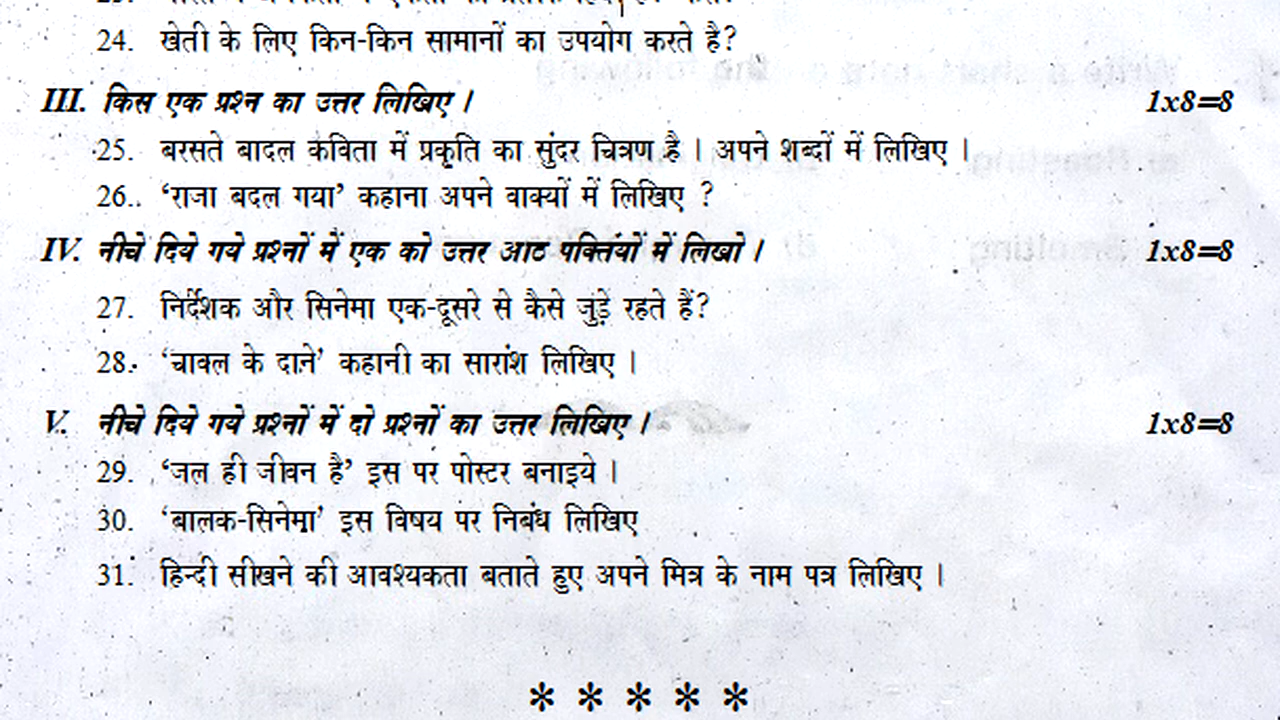 24. खेती के लिए किन-किन सामानों का उपयोग करते है?
III. किस एक प्रश्न का उत्तर लिखिए। 1x8=8
25. बरसते बादल कविता में प्रकृति का सुंदर चित्रण है। अपने शब्दों में लिखिए।
26. ‘राजा बदल गया’ कहाना अपने वाक्यों में लिखिए ?
IV. नीचे दिये गये प्रश्नों में एक को उत्तर आठ पंक्तियों में लिखो। 1x8=8
27. निर्देशक और सिनेमा एक-दूसरे से कैसे जुड़े रहते हैं?
28. ‘चावल के दाने’ कहानी का सारांश लिखिए।
V. नीचे दिये गये प्रश्नों में दो प्रश्नों का उत्तर लिखिए। 1x8=8
29. ‘जल ही जीवन है’ इस पर पोस्टर बनाइये।
30. ‘बालक-सिनेमा’ इस विषय पर निबंध लिखिए
31. हिन्दी सीखने की आवश्यकता बताते हुए अपने मित्र के नाम पत्र लिखिए।
* * * * *